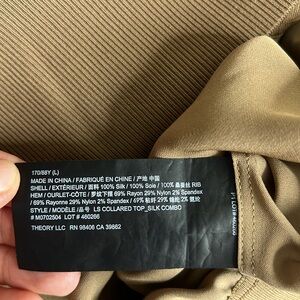 170/88Y (L)
MADE IN CHINA / FABRIQUÉ EN CHINE / 产地 中国
SHELL / EXTÉRIEUR / 面料 100% Silk / 100% Soie / 100% 桑蚕丝 RIB
HEM / OURLET-CÔTE / 罗纹下摆 69% Rayon 29% Nylon 2% Spandex
/ 69% Rayonne 29% Nylon 2% Spandex / 69% 粘纤 29% 锦纶 2% 氨纶
STYLE / MODÈLE / 品号 LS COLLARED TOP_SILK COMBO
# M0702504 LOT # 460266
THEORY LLC RN 98406 CA 39862